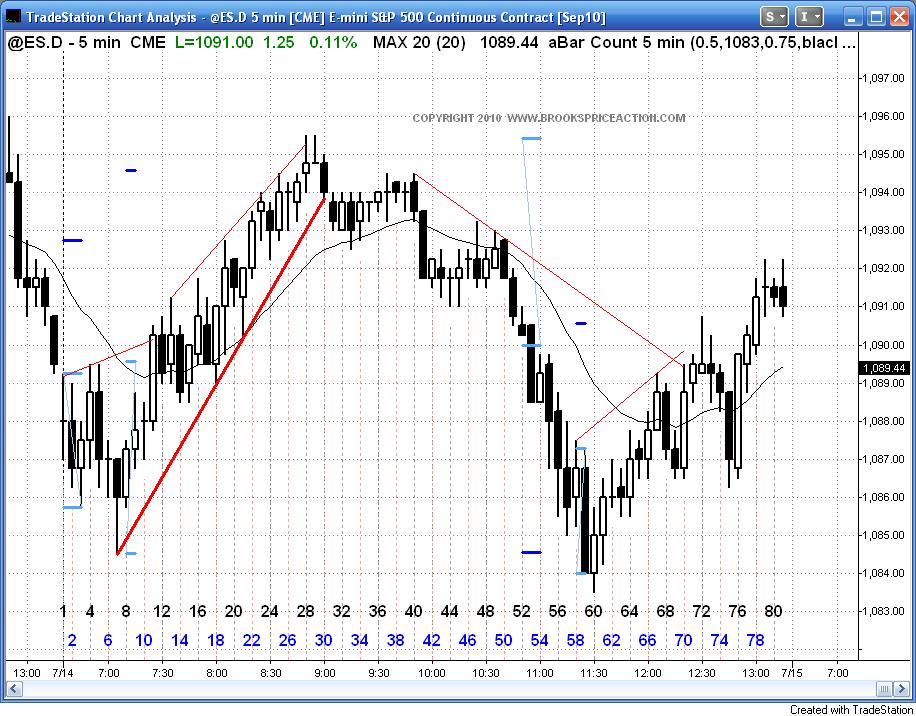 TradeStation Chart Analysis - @ES.D 5 min [CME] E-mini S&P 500 Continuous Contract [Sep10]
S I
@ES.D - 5 min CME L=1091.00 1.25 0.11% MAX 20 (20) 1089.44 aBar Count 5 min (0.5,1083,0.75,blacl ...
1,097.00
COPYRIGHT 2010 WWW.BROOKSPRICEACTION.COM
1,096.00
1,095.00
1,094.00
1,093.00
1,092.00
1,091.00
1,090.00
1,089.44
1,089.00
1,088.00
1,087.00
1,086.00
1,085.00
1,084.00
1,083.00
1 4 8 12 16 20 24 28 32 36 40 44 48 52 56 60 64 68 72 76 80
2 6 10 14 18 22 26 30 34 38 42 46 50 54 58 62 66 70 74 78
13:00 7/14 7:00 7:30 8:00 8:30 9:00 9:30 10:00 10:30 11:00 11:30 12:00 12:30 13:00 7/15 7:00
Created with TradeStation